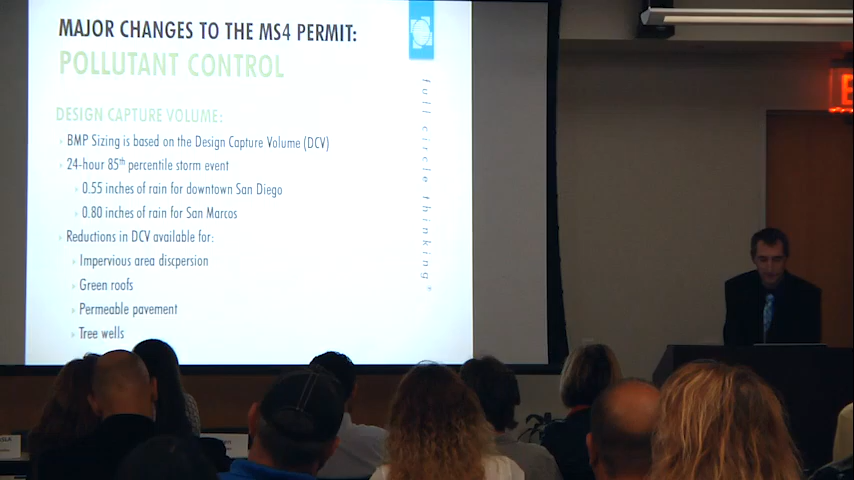 MAJOR CHANGES TO THE MS4 PERMIT:
POLLUTANT CONTROL
DESIGN CAPTURE VOLUME:
BMP Sizing is based on the Design Capture Volume (DCV)
24-hour 85th percentile storm event
0.55 inches of rain for downtown San Diego
0.80 inches of rain for San Marcos
Reductions in DCV available for:
Impervious area discpersion
Green roofs
Permeable pavement
Tree wells
full circle thinking®
E